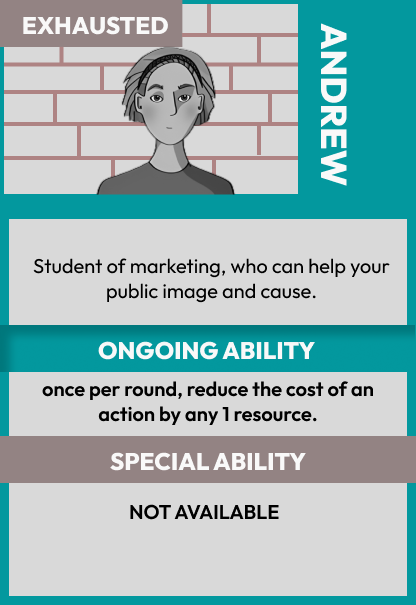 EXHAUSTED
ANDREW
Student of marketing, who can help your
public image and cause.
ONGOING ABILITY
once per round, reduce the cost of an
action by any 1 resource.
SPECIAL ABILITY
NOT AVAILABLE